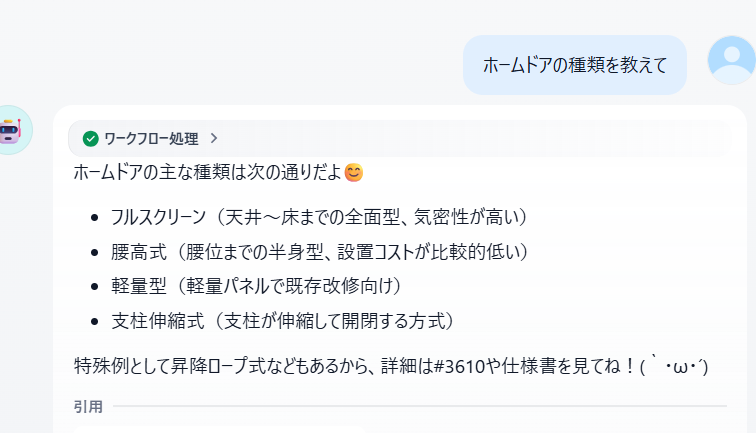 ホームドアの種類を教えて
ワークフロー処理
ホームドアの主な種類は次の通りだよ😊
• フルスクリーン（天井～床までの全面型、気密性が高い）
• 腰高式（腰位までの半身型、設置コストが比較的低い）
• 軽量型（軽量パネルで既存改修向け）
• 支柱伸縮式（支柱が伸縮して開閉する方式）
特殊例として昇降ロープ式などもあるから、詳細は#3610や仕様書を見てね！(｀･ω･´)
引用